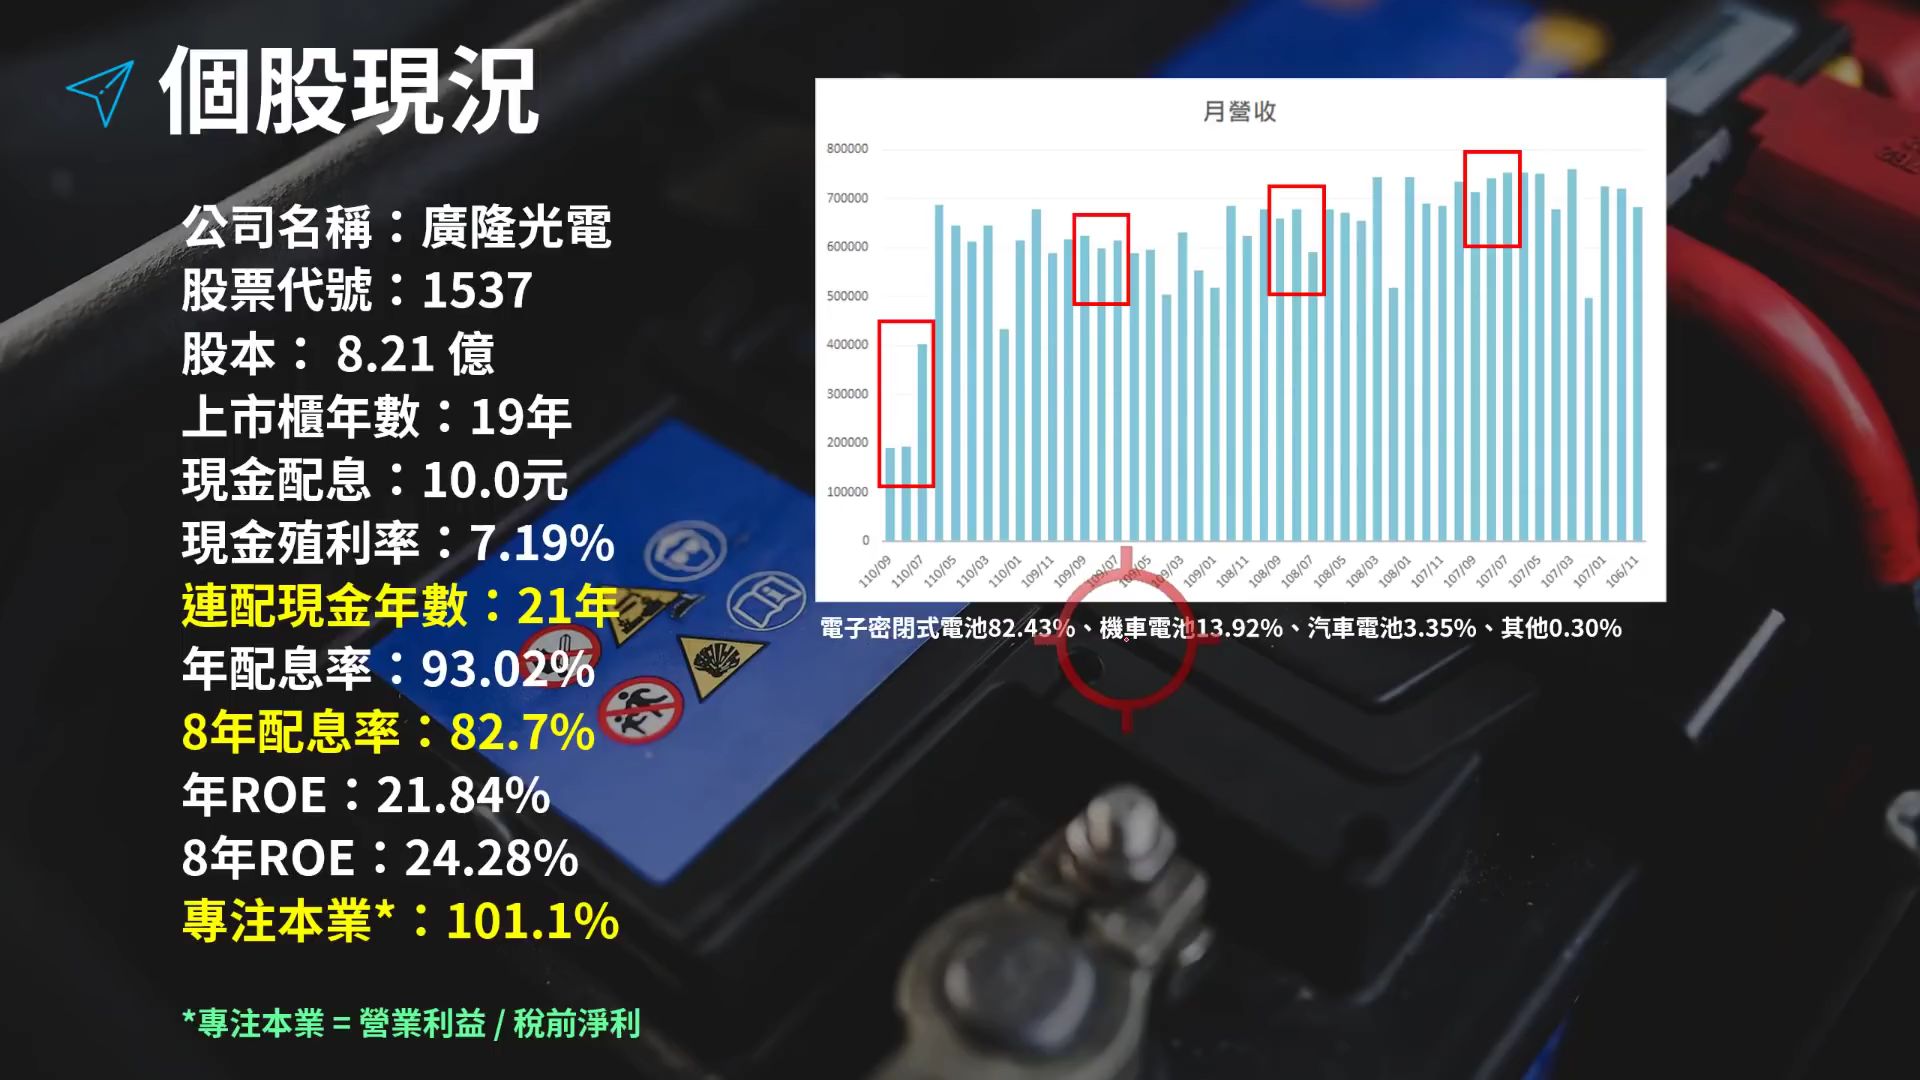 個股現況
公司名稱：廣隆光電
股票代號：1537
股本： 8.21 億
上市櫃年數：19年
現金配息：10.0元
現金殖利率：7.19%
連配現金年數：21年
年配息率：93.02%
8年配息率：82.7%
年ROE：21.84%
8年ROE：24.28%
專注本業*：101.1%
*專注本業 = 營業利益 / 稅前淨利
月營收
800000
700000
600000
500000
400000
300000
200000
100000
0
110/09
110/07
110/05
110/03
110/01
109/11
109/09
109/07
109/05
109/03
109/01
108/11
108/09
108/07
108/05
108/03
108/01
107/11
107/09
107/07
107/05
107/03
107/01
106/11
電子密閉式電池82.43%、機車電池13.92%、汽車電池3.35%、其他0.30%